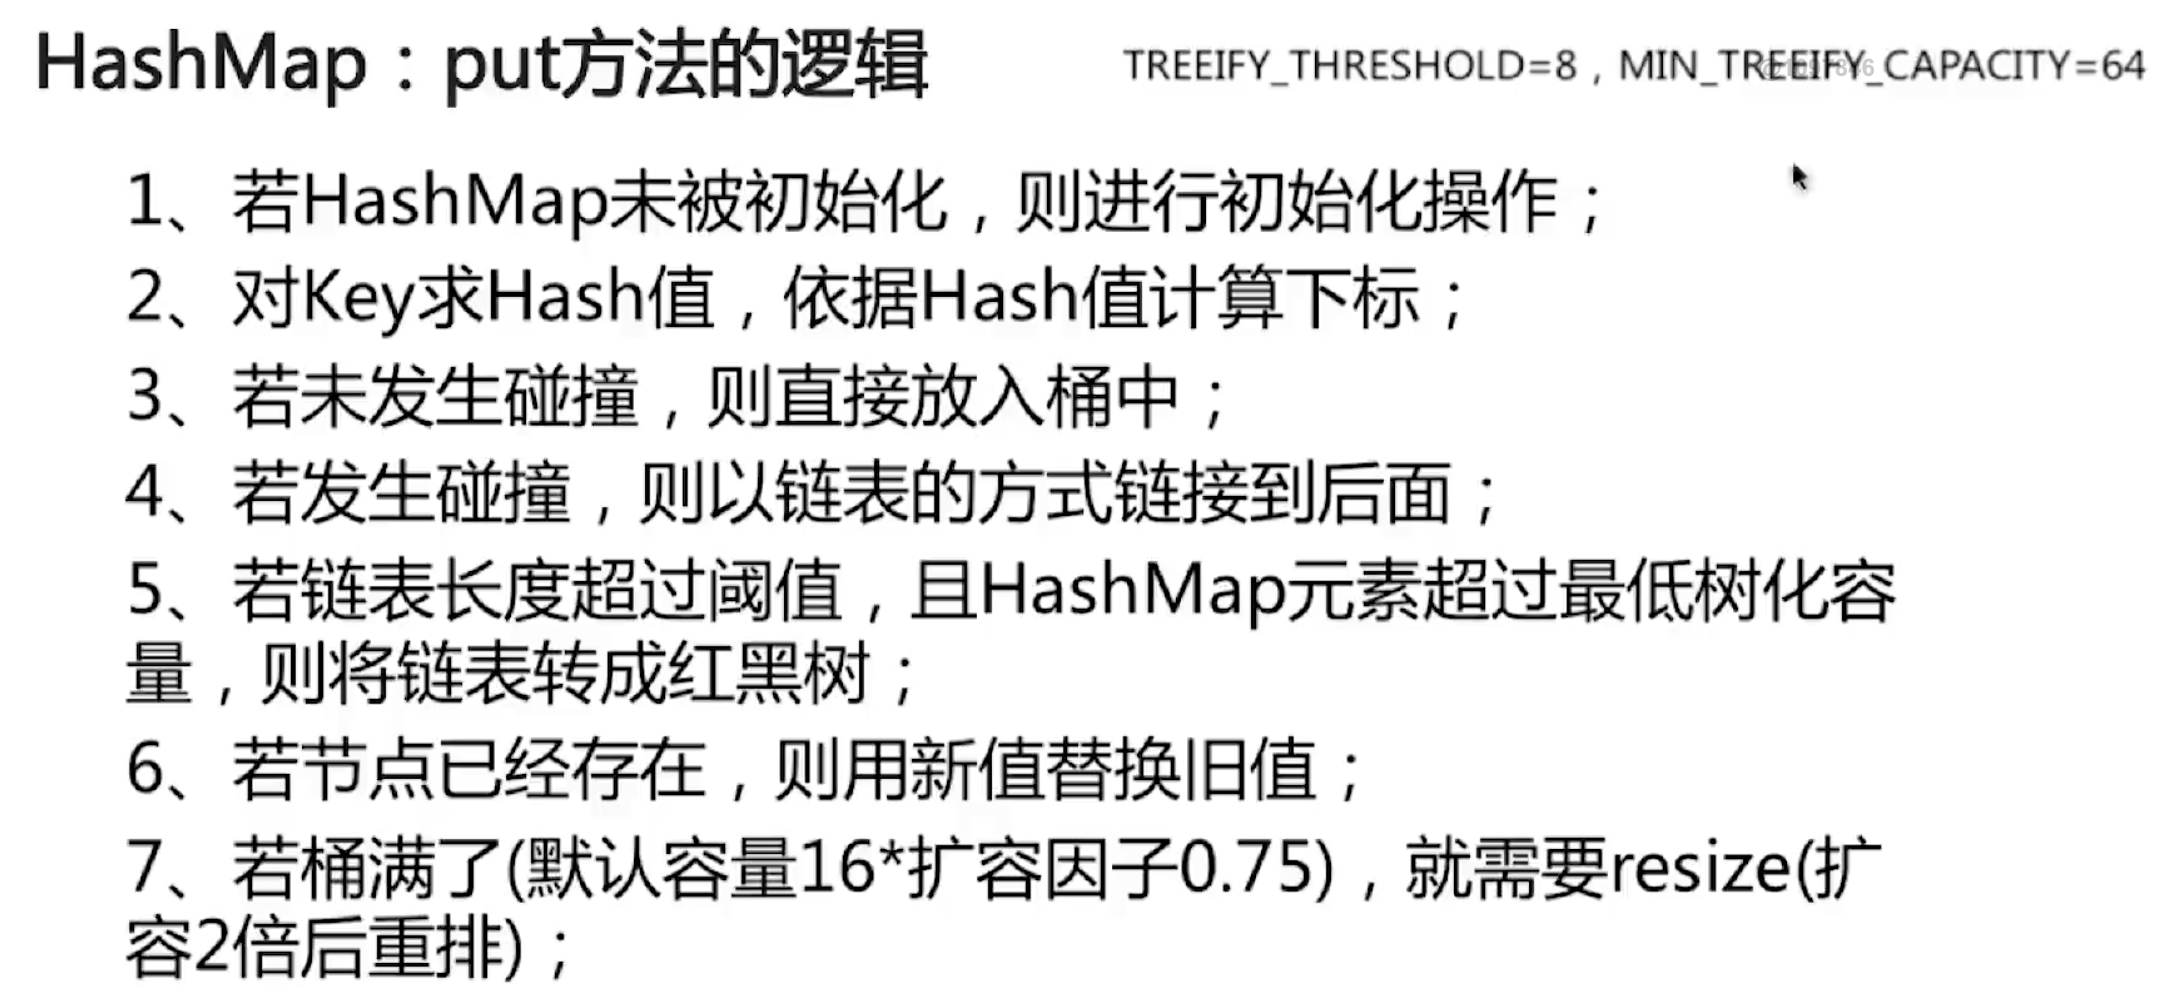 HashMap：put方法的逻辑
TREEIFY_THRESHOLD=8，MIN_TREEIFY_CAPACITY=64
1、若HashMap未被初始化，则进行初始化操作；
2、对Key求Hash值，依据Hash值计算下标；
3、若未发生碰撞，则直接放入桶中；
4、若发生碰撞，则以链表的方式链接到后面；
5、若链表长度超过阈值，且HashMap元素超过最低树化容
量，则将链表转成红黑树；
6、若节点已经存在，则用新值替换旧值；
7、若桶满了(默认容量16*扩容因子0.75)，就需要resize(扩
容2倍后重排)；